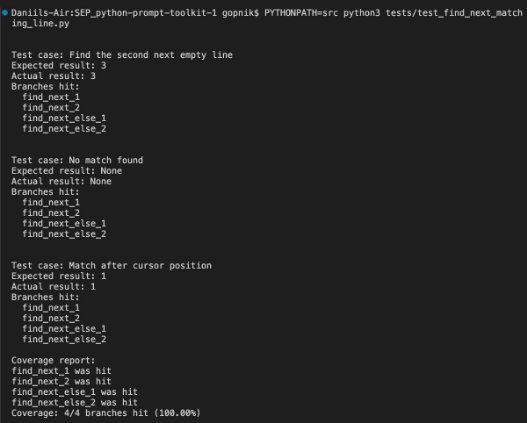 Daniils-Air:SEP_python-prompt-toolkit-1 gopnik$ PYTHONPATH=src python3 tests/test_find_next_match
ing_line.py
Test case: Find the second next empty line
Expected result: 3
Actual result: 3
Branches hit:
find_next_1
find_next_2
find_next_else_1
find_next_else_2
Test case: No match found
Expected result: None
Actual result: None
Branches hit:
find_next_1
find_next_2
find_next_else_1
find_next_else_2
Test case: Match after cursor position
Expected result: 1
Actual result: 1
Branches hit:
find_next_1
find_next_2
find_next_else_1
find_next_else_2
Coverage report:
find_next_1 was hit
find_next_2 was hit
find_next_else_1 was hit
find_next_else_2 was hit
Coverage: 4/4 branches hit (100.00%)